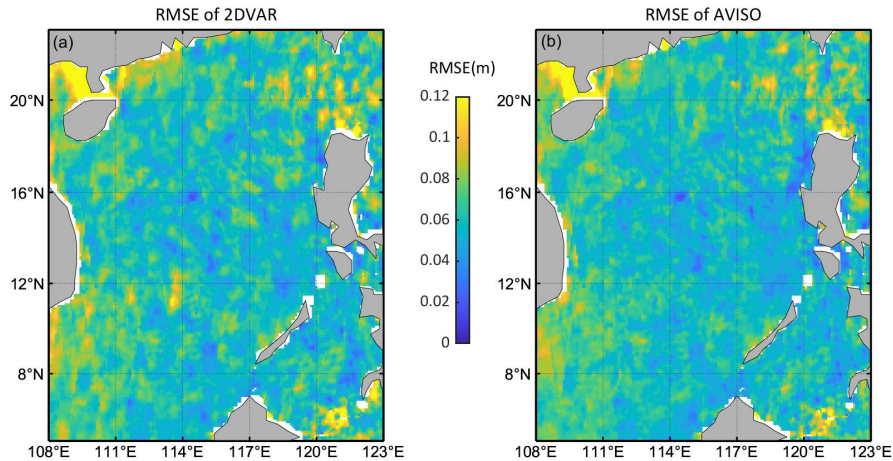 RMSE of 2DVAR
RMSE of AVISO
(a)
(b)
RMSE(m)
0.12
0.1
0.08
0.06
0.04
0.02
0
20°N
16°N
12°N
8°N
108°E 111°E 114°E 117°E 120°E 123°E
20°N
16°N
12°N
8°N
108°E 111°E 114°E 117°E 120°E 123°E